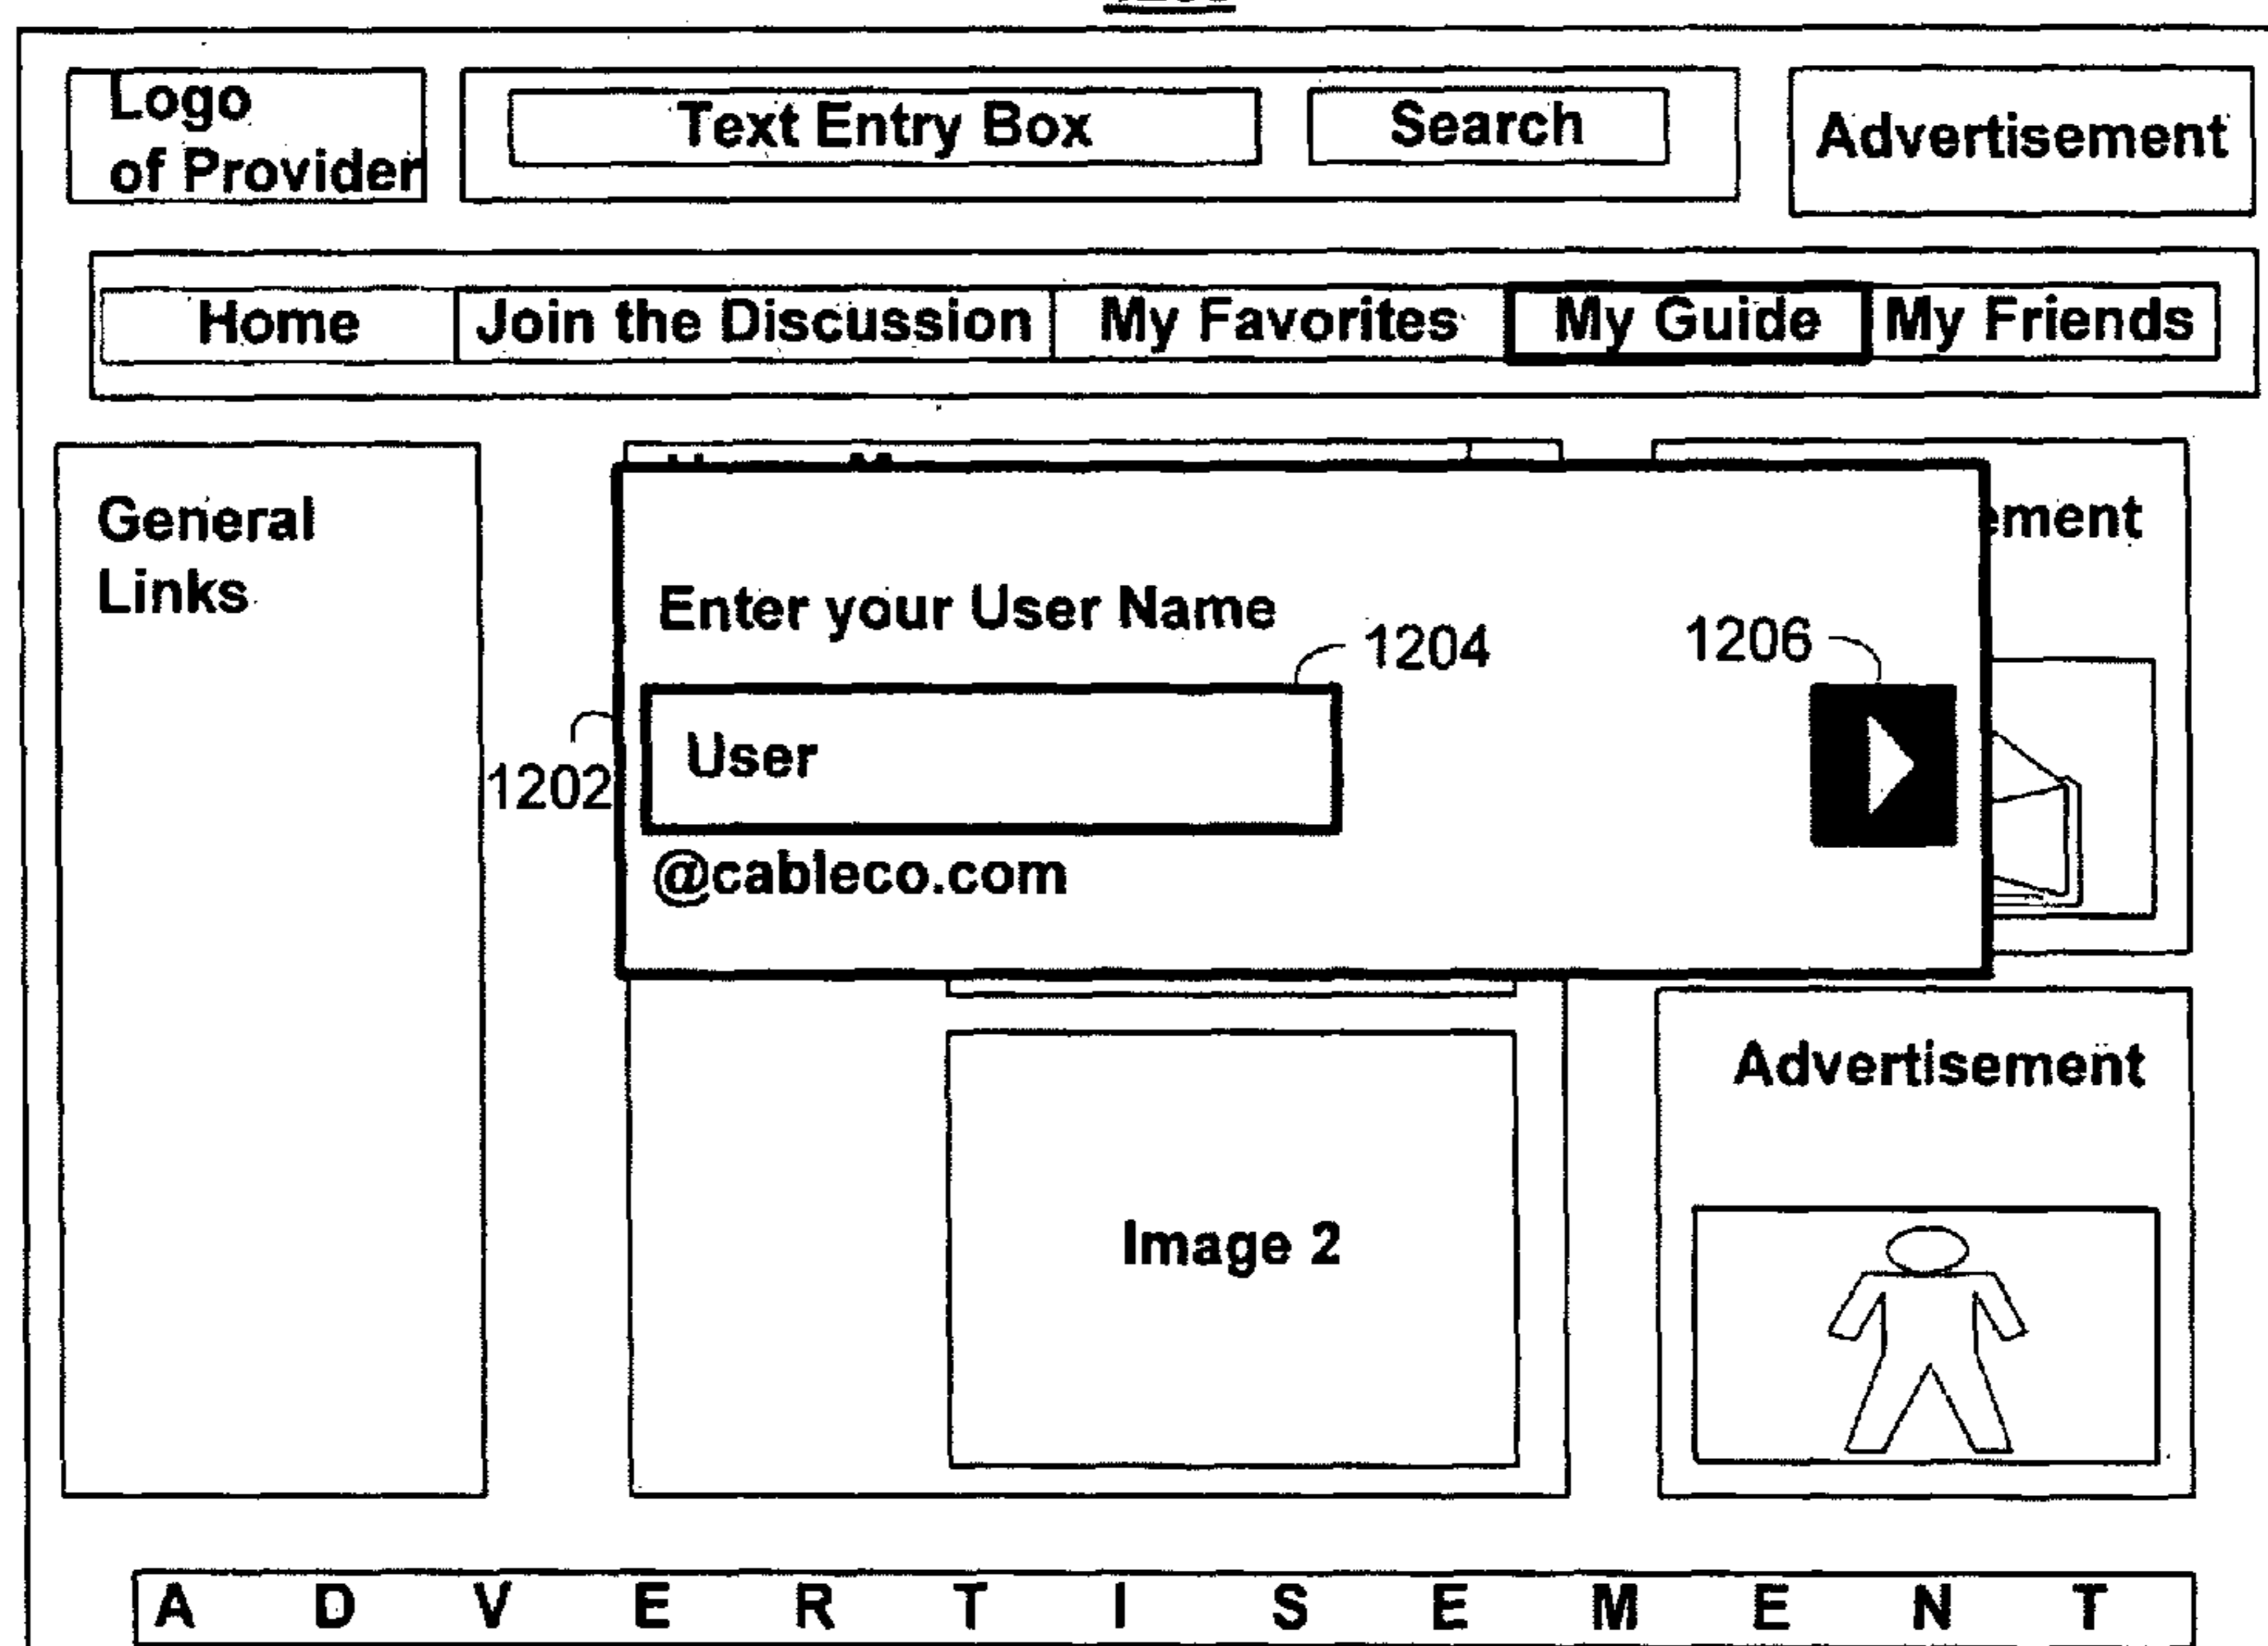 Logo
of Provider
Text Entry Box
Search
Advertisement
Home
Join the Discussion
My Favorites
My Guide
My Friends
General
Links
ement
Enter your User Name
1204
1206
1202
User
@cableco.com
Advertisement
Image 2
A D V E R T I S E M E N T